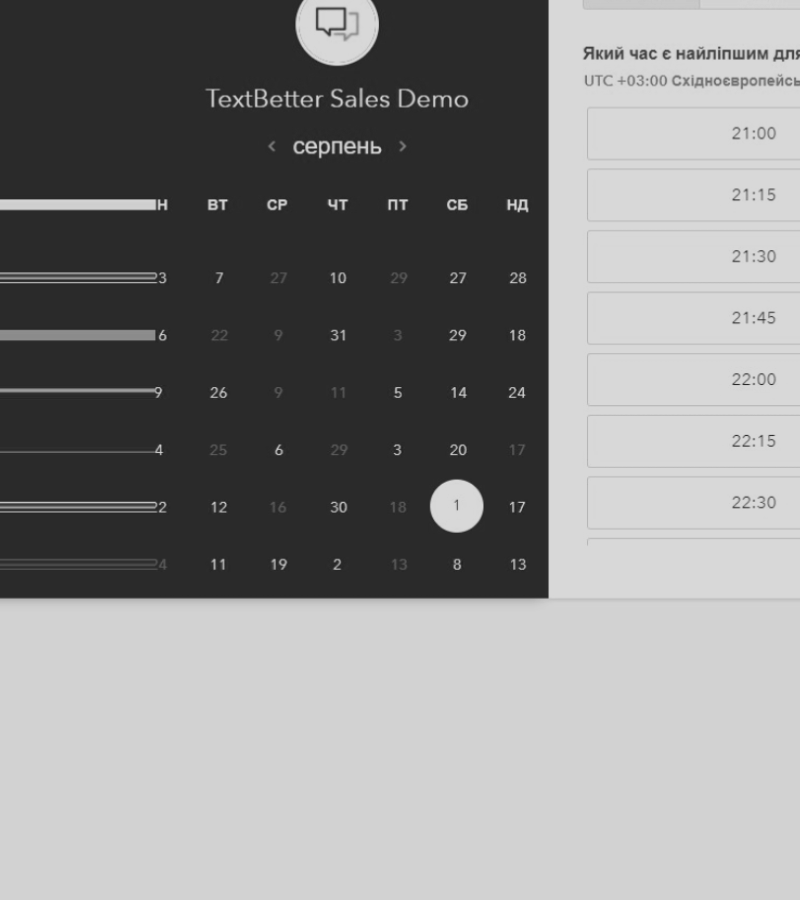 TextBetter Sales Demo
серпень
Н ВТ СР ЧТ ПТ СБ НД
3 7 27 10 29 27 28
6 22 9 31 3 29 18
9 26 9 11 5 14 24
4 25 6 29 3 20 17
2 12 16 30 18 1 17
4 11 19 2 13 8 13
Який час є найліпшим для
UTC +03:00 Східноєвропейсь
21:00
21:15
21:30
21:45
22:00
22:15
22:30